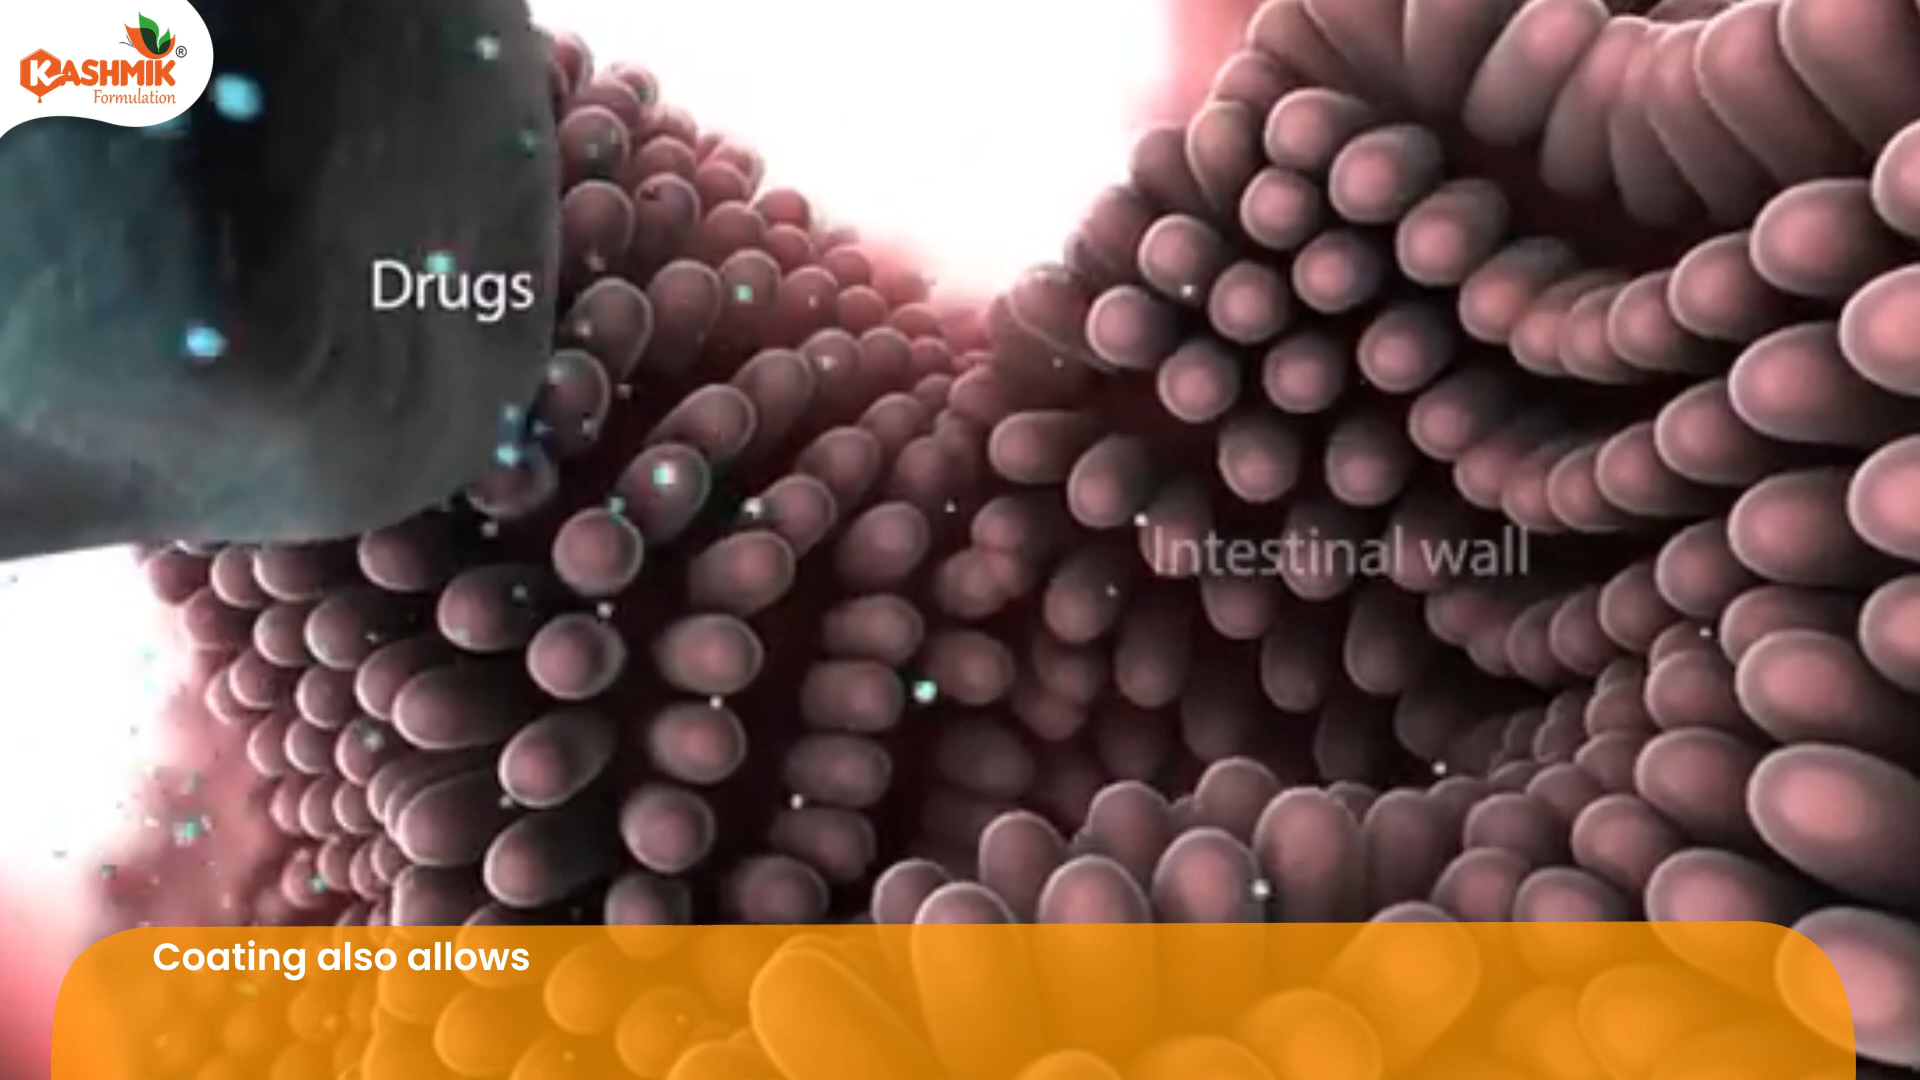 KASHMIK®
Formulation
Drugs
Intestinal wall
Coating also allows